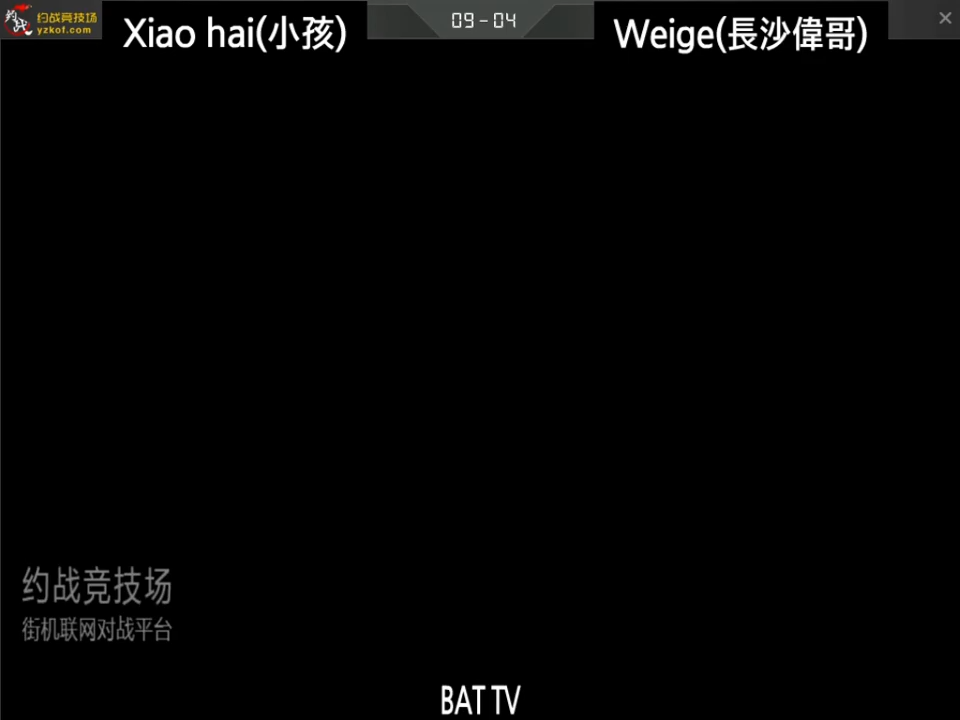 约战竞技场
yzkof.com
Xiao hai(小孩)
09-04
Weige(長沙偉哥)
约战竞技场
街机联网对战平台
BAT TV